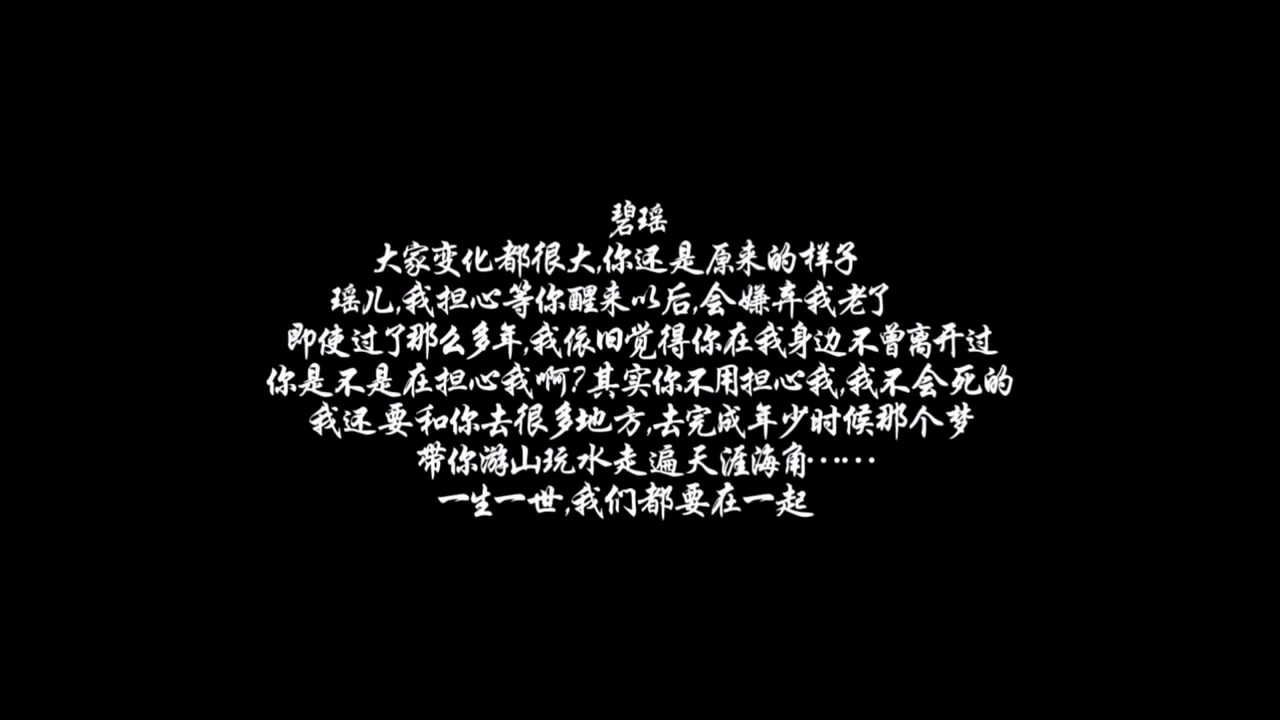 碧瑶
大家变化都很大,你还是原来的样子
瑶儿,我担心等你醒来以后,会嫌弃我老了
即使过了那么多年,我依旧觉得你在我身边不曾离开过
你是不是在担心我啊?其实你不用担心我,我不会死的
我还要和你去很多地方,去完成年少时候那个梦
带你游山玩水走遍天涯海角……
一生一世,我们都要在一起